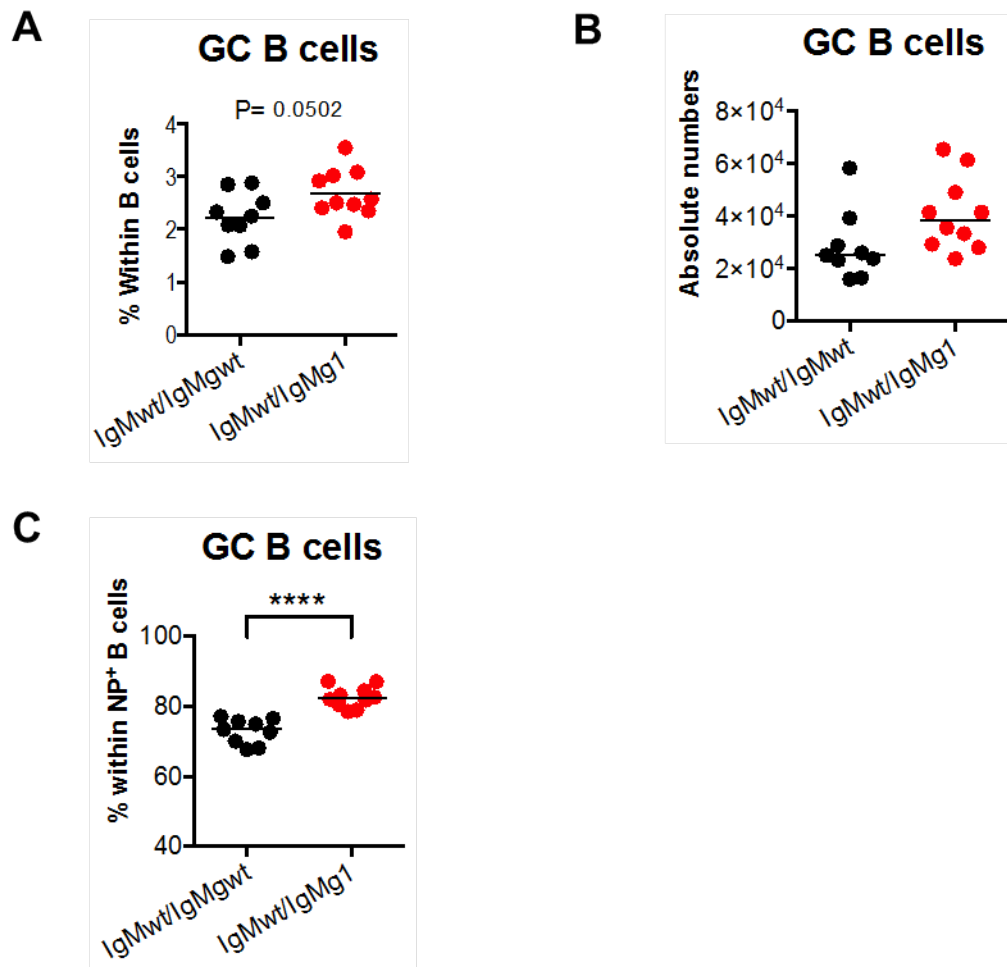 A
GC B cells
P= 0.0502
% Within B cells
4
3
2
1
0
IgMwt/IgMgwt
IgMwt/IgMg1
B
GC B cells
Absolute numbers
8×10⁴
6×10⁴
4×10⁴
2×10⁴
0
IgMwt/IgMwt
IgMwt/IgMg1
C
GC B cells
****
% within NP⁺ B cells
100
80
60
40
IgMwt/IgMgwt
IgMwt/IgMg1